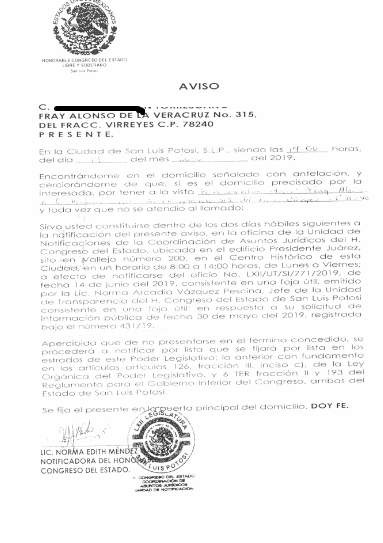 HONORABLE CONGRESO DEL ESTADO
LIBRE Y SOBERANO
San Luis Potosí
AVISO
C.
FRAY ALONSO DE LA VERACRUZ No. 315,
DEL FRACC. VIRREYES C.P. 78240
P R E S E N T E.
En la Ciudad de San Luis Potosí, S.L.P., siendo las horas,
del día del mes del 2019.
Encontrándome en el domicilio señalado con antelación, y
cerciorándome de que, si es el domicilio precisado por la
interesada, por tener a la vista
y toda vez que no se atendió al llamado:
Sirva usted constituirse dentro de los dos días hábiles siguientes a
la notificación del presente aviso, en la oficina de la Unidad de
Notificaciones de la Coordinación de Asuntos Jurídicos del H.
Congreso del Estado, ubicada en el edificio Presidente Juárez,
sito en Vallejo número 200, en el Centro Histórico de esta
Ciudad, en un horario de 8:00 a 14:00 horas, de Lunes a Viernes;
a efecto de notificarse del oficio No. LXII/UT/SI/771/2019, de
fecha 14 de junio del 2019, consistente en una foja útil, emitido
por la Lic. Norma Arcadia Vázquez Pescina, Jefe de la Unidad
de Transparencia del H. Congreso del Estado de San Luis Potosí
consistente en una foja útil; en respuesta a su solicitud de
información pública de fecha 30 de mayo del 2019, registrada
bajo el número 431/19.
Apercibida que de no presentarse en el término concedido, se
procederá a notificar por lista que se fijará por lista en los
estrados de este Poder Legislativo; lo anterior con fundamento
en los artículos artículos 126, fracción III, inciso c), de la Ley
Orgánica del Poder Legislativo, y 6 TER fracción II y 193 del
Reglamento para el Gobierno Interior del Congreso, ambas del
Estado de San Luis Potosí.
Se fija el presente en la puerta principal del domicilio, DOY FE.
LIC. NORMA EDITH MÉNDEZ
NOTIFICADORA DEL HONO
CONGRESO DEL ESTADO.
LEGISLATURA
SAN LUIS POTOSI
H. CONGRESO DEL ESTADO
COORDINACIÓN DE
ASUNTOS JURÍDICOS
UNIDAD DE NOTIFICACIÓN